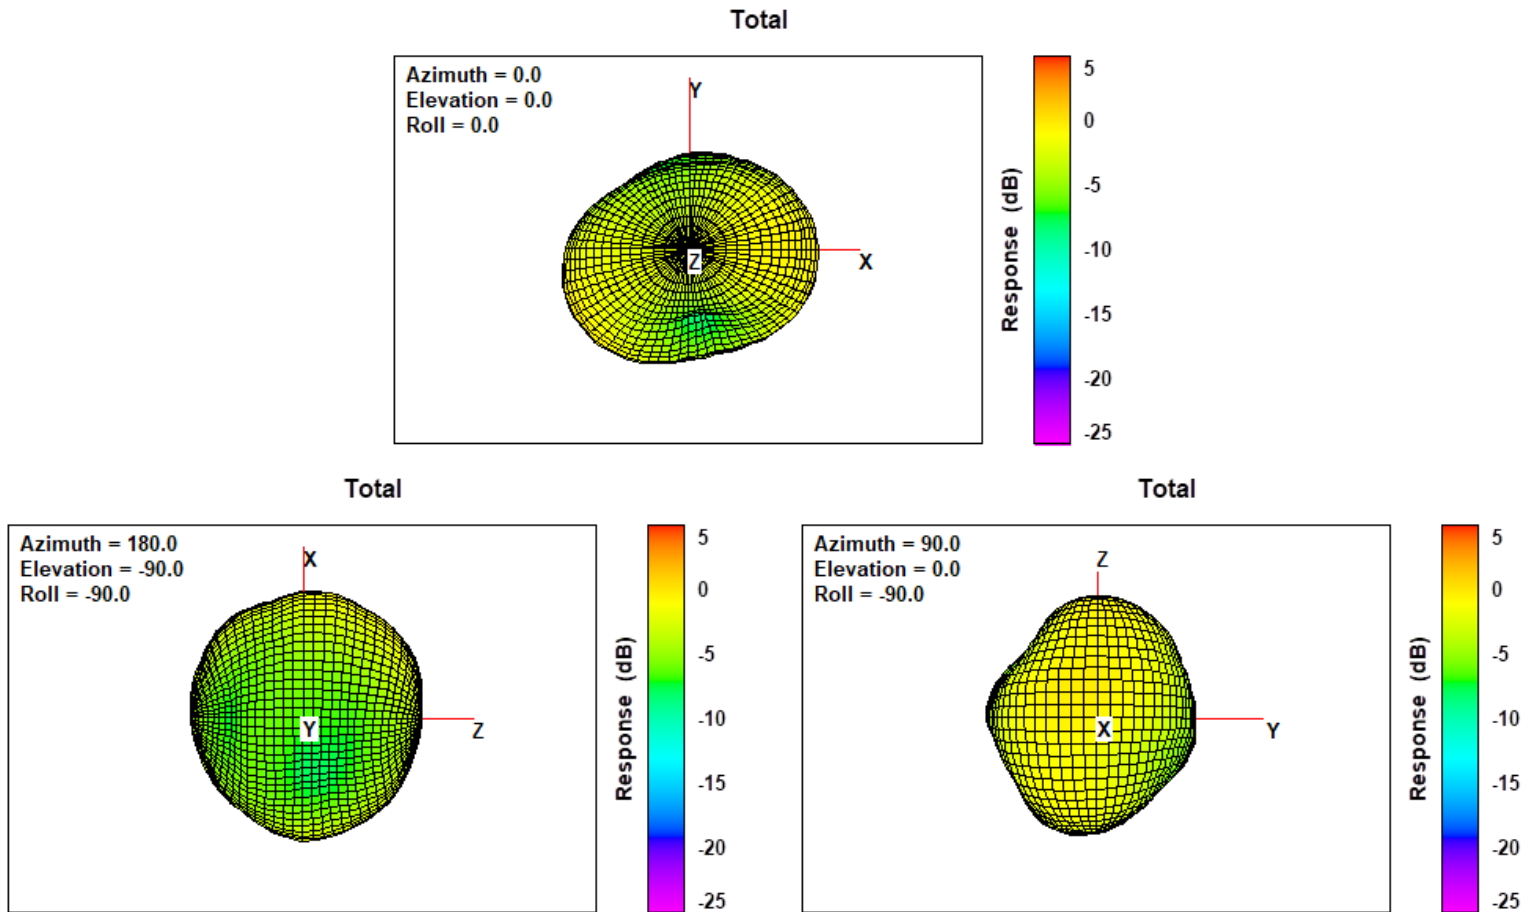 Total
Azimuth = 0.0
Elevation = 0.0
Roll = 0.0
Y
X
Z
Response (dB)
5
0
-5
-10
-15
-20
-25
Total
Azimuth = 180.0
Elevation = -90.0
Roll = -90.0
X
Z
Y
Response (dB)
5
0
-5
-10
-15
-20
-25
Total
Azimuth = 90.0
Elevation = 0.0
Roll = -90.0
Z
Y
X
Response (dB)
5
0
-5
-10
-15
-20
-25